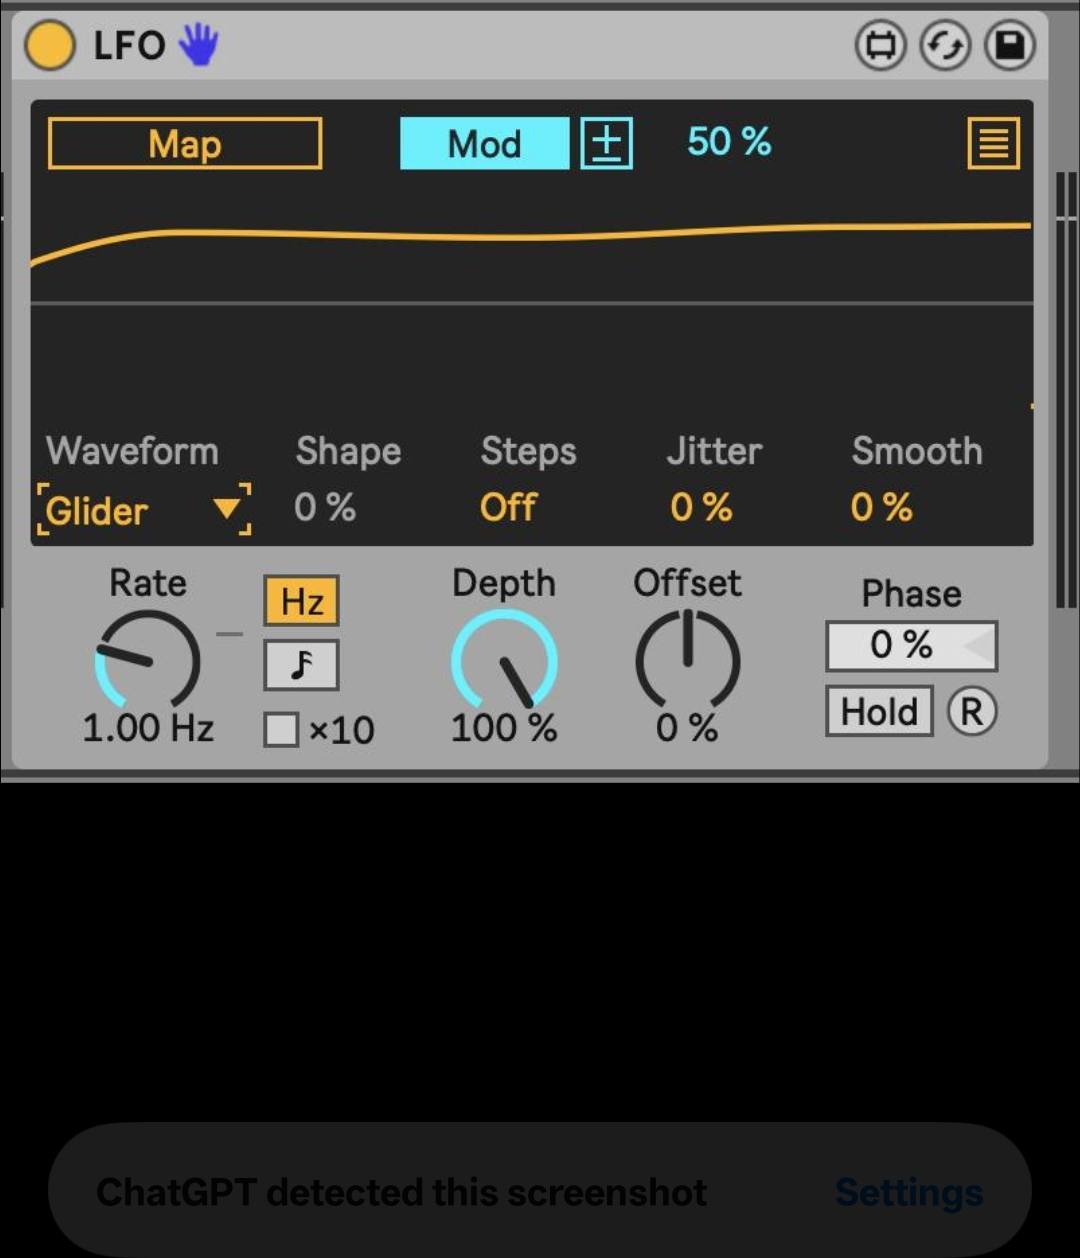 LFO
Map Mod ± 50 %
Waveform Shape Steps Jitter Smooth
Glider 0 % Off 0 % 0 %
Rate Hz Depth Offset Phase
0 %
1.00 Hz ×10 100 % 0 % Hold R
ChatGPT detected this screenshot Settings